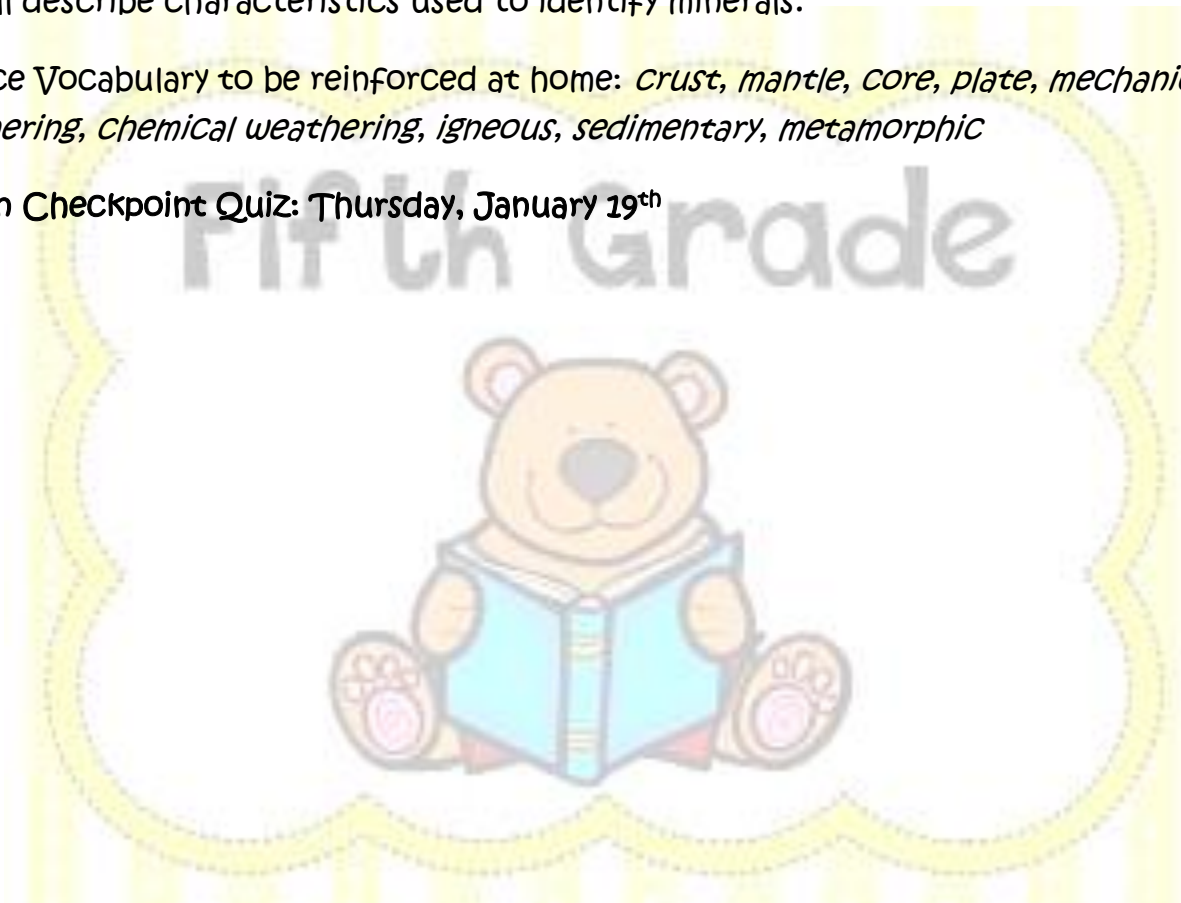 describe characteristics used to identify minerals.
Vocabulary to be reinforced at home: crust, mantle, core, plate,
chemical weathering, igneous, sedimentary, metamorphic
Checkpoint Quiz: Thursday, January 19th
Fifth Grade